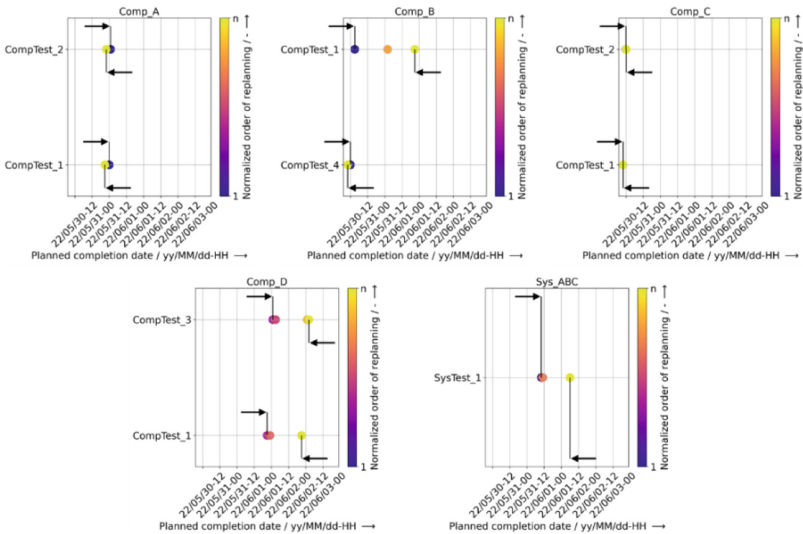 Comp_A
CompTest_2
CompTest_1
22/05/30-12
22/05/31-00
22/05/31-12
22/06/01-00
22/06/01-12
22/06/02-00
22/06/02-12
22/06/03-00
Planned completion date / yy/MM/dd-HH →
n
1
Normalized order of replanning / - →
Comp_B
CompTest_1
CompTest_4
22/05/30-12
22/05/31-00
22/05/31-12
22/06/01-00
22/06/01-12
22/06/02-00
22/06/02-12
22/06/03-00
Planned completion date / yy/MM/dd-HH →
n
1
Normalized order of replanning / - →
Comp_C
CompTest_2
CompTest_1
22/05/30-12
22/05/31-00
22/05/31-12
22/06/01-00
22/06/01-12
22/06/02-00
22/06/02-12
22/06/03-00
Planned completion date / yy/MM/dd-HH →
n
1
Normalized order of replanning / - →
Comp_D
CompTest_3
CompTest_1
22/05/30-12
22/05/31-00
22/05/31-12
22/06/01-00
22/06/01-12
22/06/02-00
22/06/02-12
22/06/03-00
Planned completion date / yy/MM/dd-HH →
n
1
Normalized order of replanning / - →
Sys_ABC
SysTest_1
22/05/30-12
22/05/31-00
22/05/31-12
22/06/01-00
22/06/01-12
22/06/02-00
22/06/02-12
22/06/03-00
Planned completion date / yy/MM/dd-HH →
n
1
Normalized order of replanning / - →